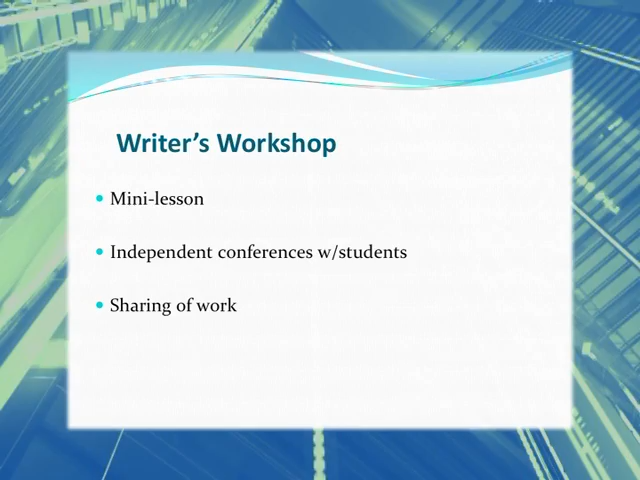 Writer’s Workshop
Mini-lesson
Independent conferences w/students
Sharing of work